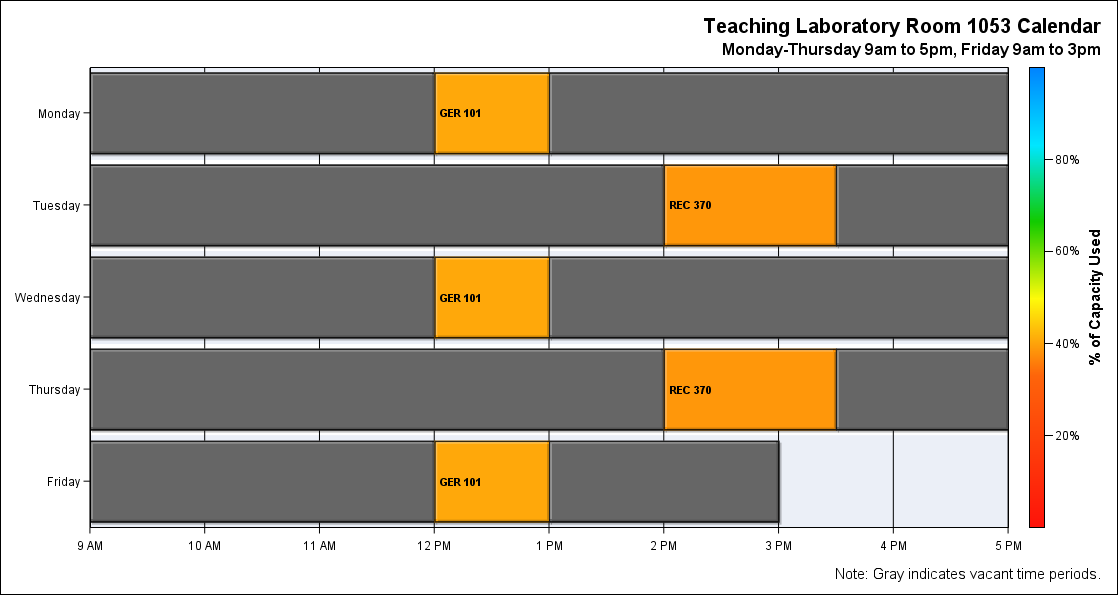 Teaching Laboratory Room 1053 Calendar
Monday-Thursday 9am to 5pm, Friday 9am to 3pm
Monday
GER 101
Tuesday
REC 370
Wednesday
GER 101
Thursday
REC 370
Friday
GER 101
9 AM 10 AM 11 AM 12 PM 1 PM 2 PM 3 PM 4 PM 5 PM
80%
60%
40%
20%
% of Capacity Used
Note: Gray indicates vacant time periods.